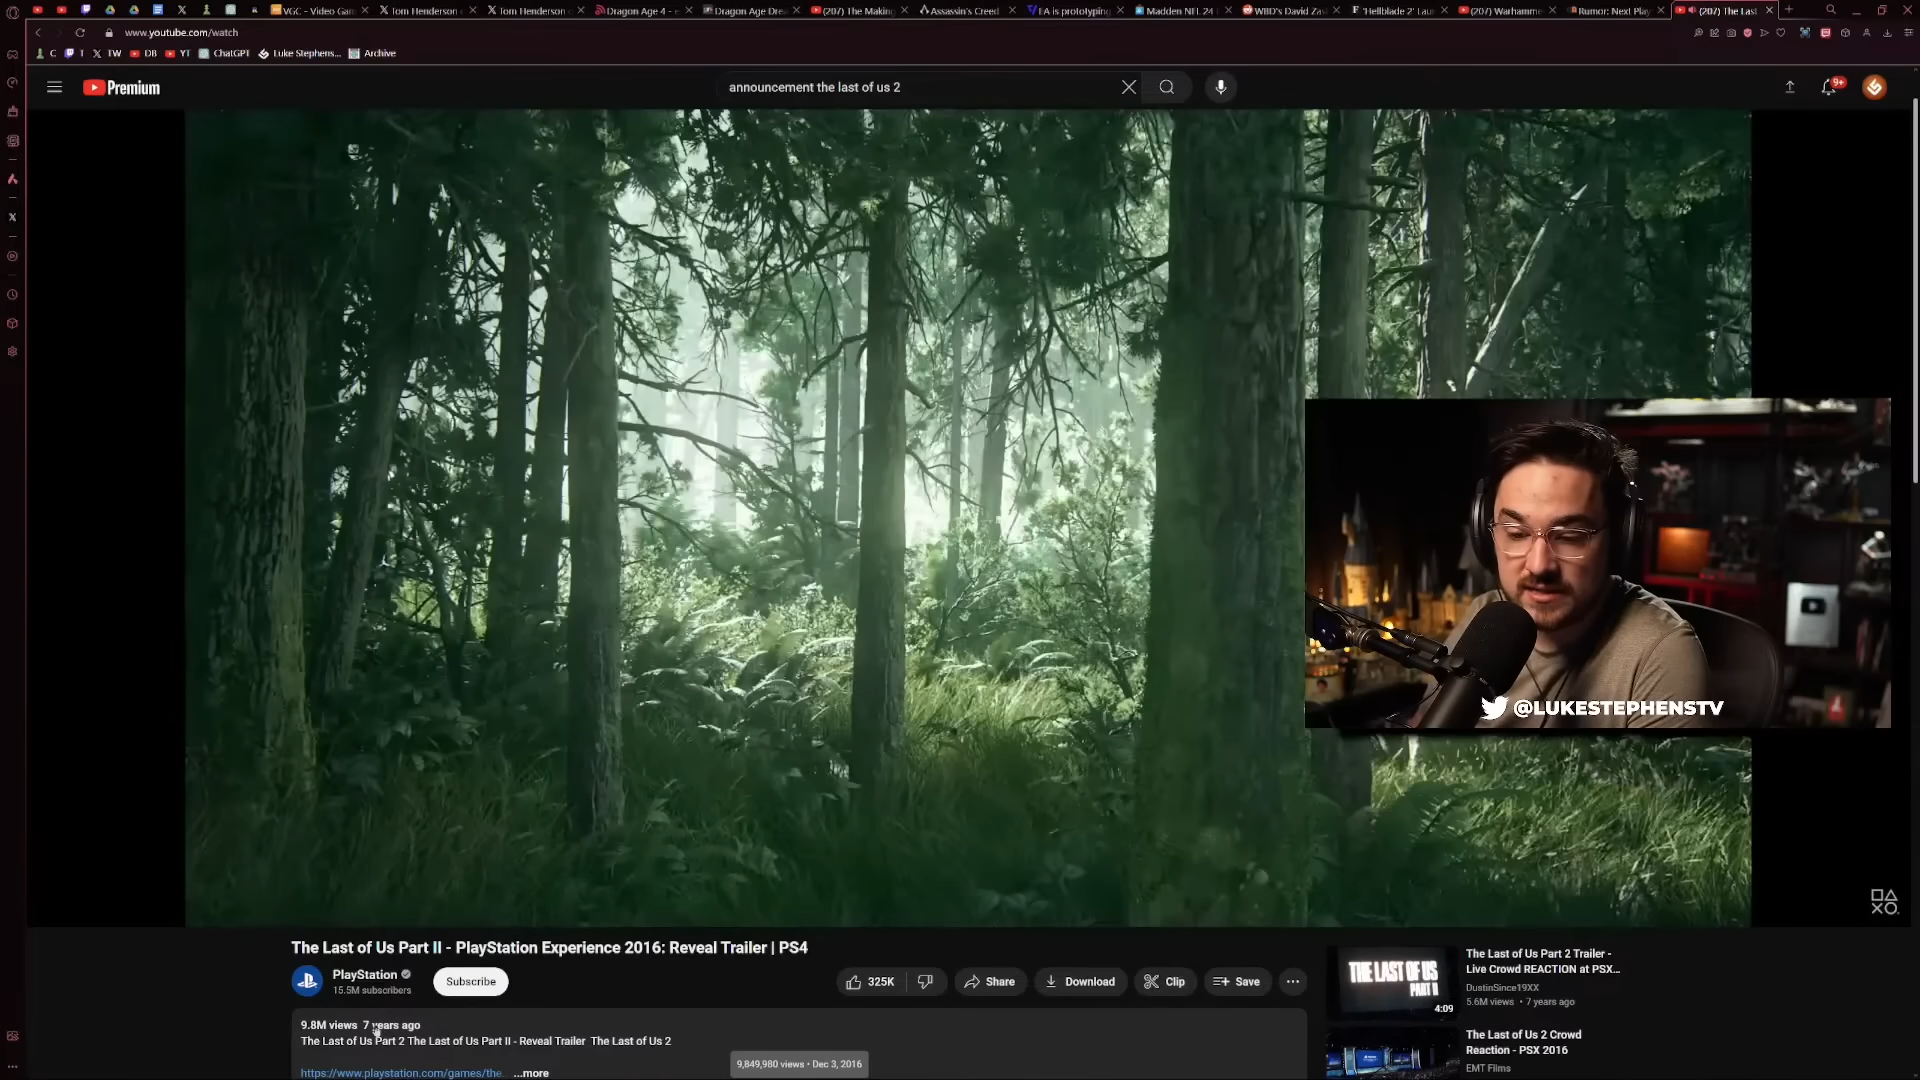 VGC - Video Gam
Tom Henderson
Tom Henderson
Dragon Age 4 -
Dragon Age Dre
(207) The Making
Assassin's Creed
EA is prototyping
Madden NFL 24
WBD's David Zas
'Hellblade 2' Lau
(207) Warhamme
Rumor: Next Play
(207) The Last
www.youtube.com/watch
C
T
TW
DB
YT
ChatGPT
Luke Stephens...
Archive
Premium
announcement the last of us 2
9+
@LUKESTEPHENSTV
The Last of Us Part II - PlayStation Experience 2016: Reveal Trailer | PS4
PlayStation
15.5M subscribers
Subscribe
325K
Share
Download
Clip
Save
9.8M views 7 years ago
The Last of Us Part 2 The Last of Us Part II - Reveal Trailer The Last of Us 2
9,849,980 views • Dec 3, 2016
https://www.playstation.com/games/the
...more
THE LAST OF US
PART II
4:09
The Last of Us Part 2 Trailer -
Live Crowd REACTION at PSX...
DustinSince19XX
5.6M views • 7 years ago
The Last of Us 2 Crowd
Reaction - PSX 2016
EMT Films